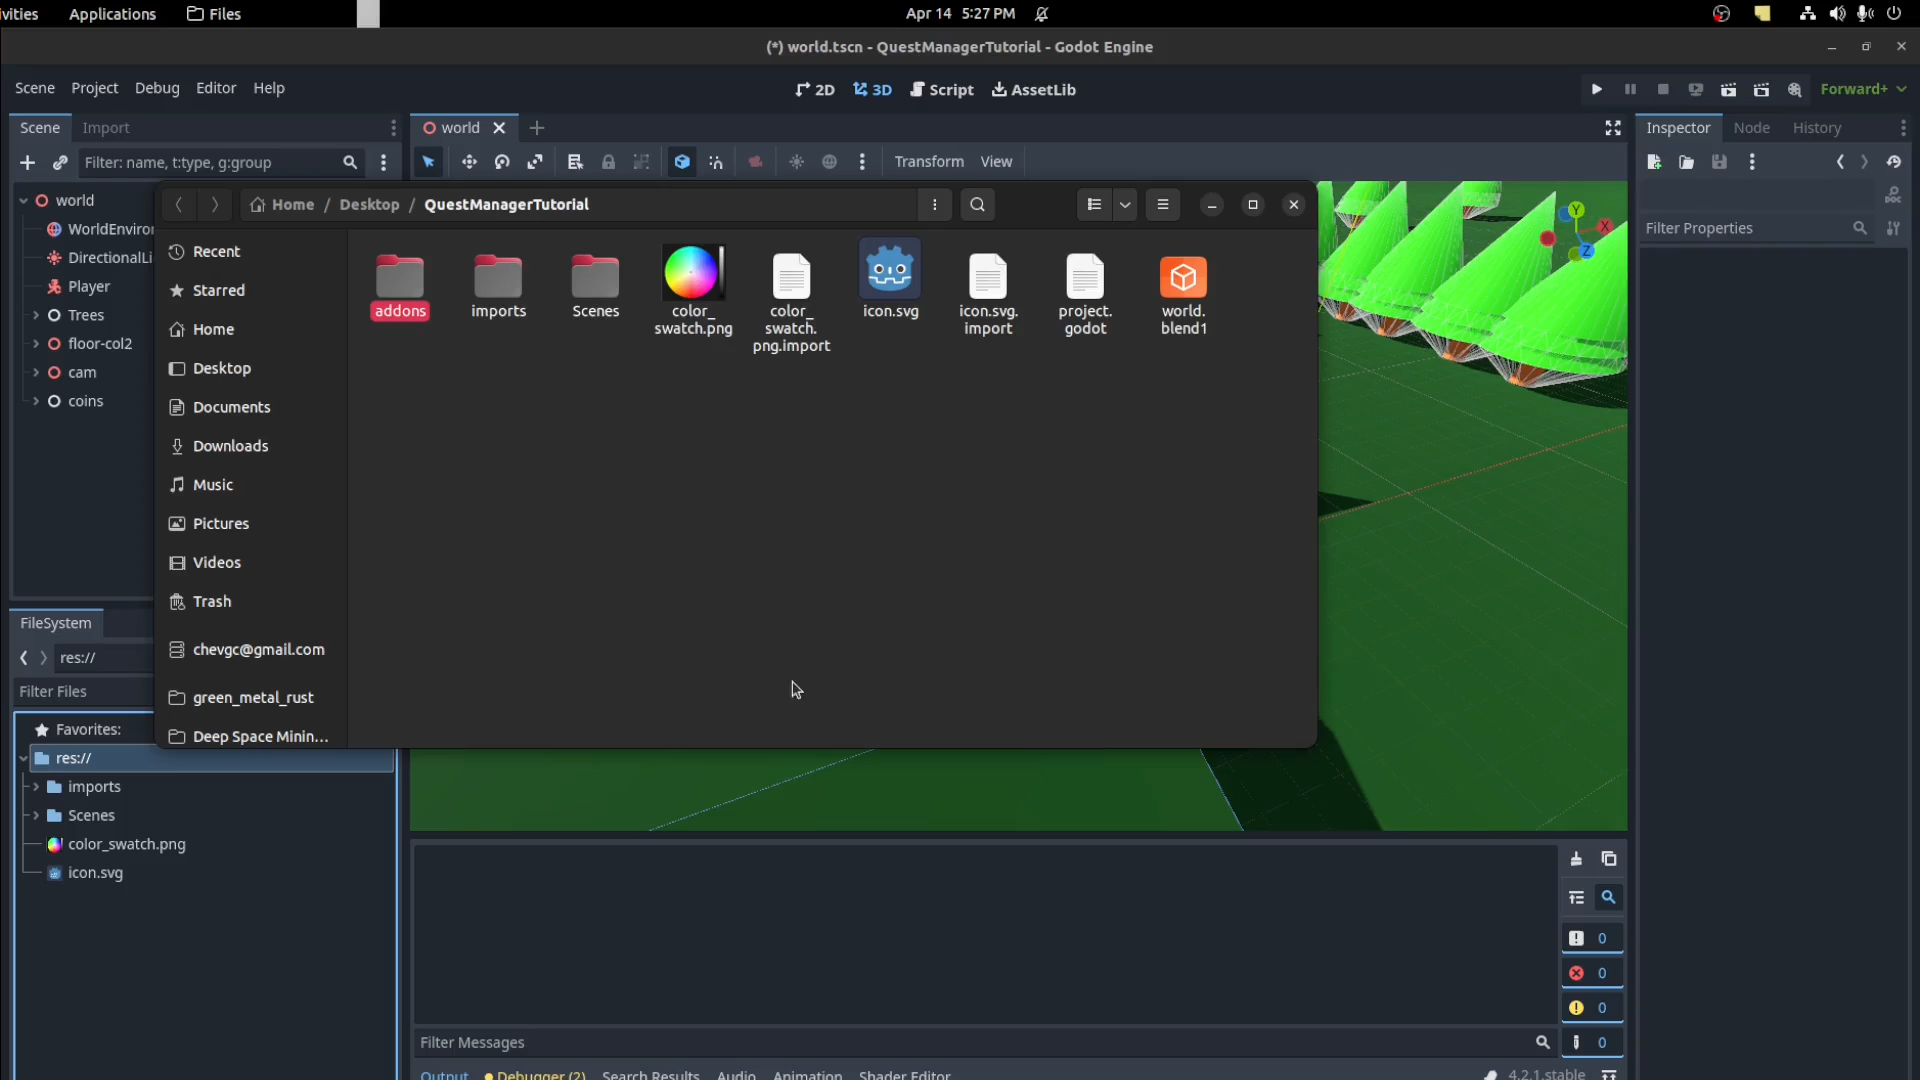 ivities
Applications
Files
Apr 14 5:27 PM
(*) world.tscn - QuestManagerTutorial - Godot Engine
Scene Project Debug Editor Help
2D 3D Script AssetLib
Forward+
Scene Import
world
Inspector Node History
Filter: name, t:type, g:group
Transform View
world
WorldEnviro
DirectionalLi
Player
Trees
floor-col2
cam
coins
Home / Desktop / QuestManagerTutorial
Recent
Starred
Home
Desktop
Documents
Downloads
Music
Pictures
Videos
Trash
chevgc@gmail.com
green_metal_rust
Deep Space Minin...
addons
imports
Scenes
color_
swatch.png
color_
swatch.
png.import
icon.svg
icon.svg.
import
project.
godot
world.
blend1
Y
X
Z
Filter Properties
FileSystem
res://
Filter Files
Favorites:
res://
imports
Scenes
color_swatch.png
icon.svg
0
0
0
0
Filter Messages
Output Debugger (2) Search Results Audio Animation Shader Editor
4.2.1.stable